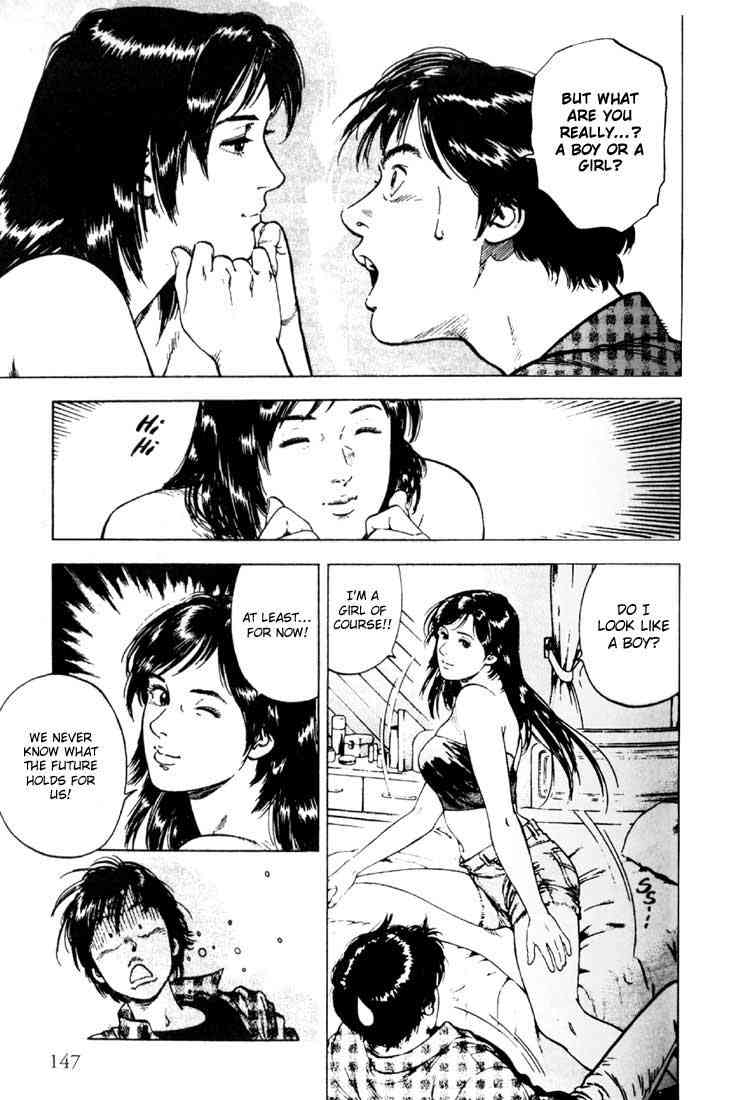 BUT WHAT
ARE YOU
REALLY...?
A BOY OR A
GIRL?
Hi
Hi
DO I
LOOK LIKE
A BOY?
I'M A
GIRL OF
COURSE!!
SS...
AT LEAST...
FOR NOW!
WE NEVER
KNOW WHAT
THE FUTURE
HOLDS FOR
US!
147